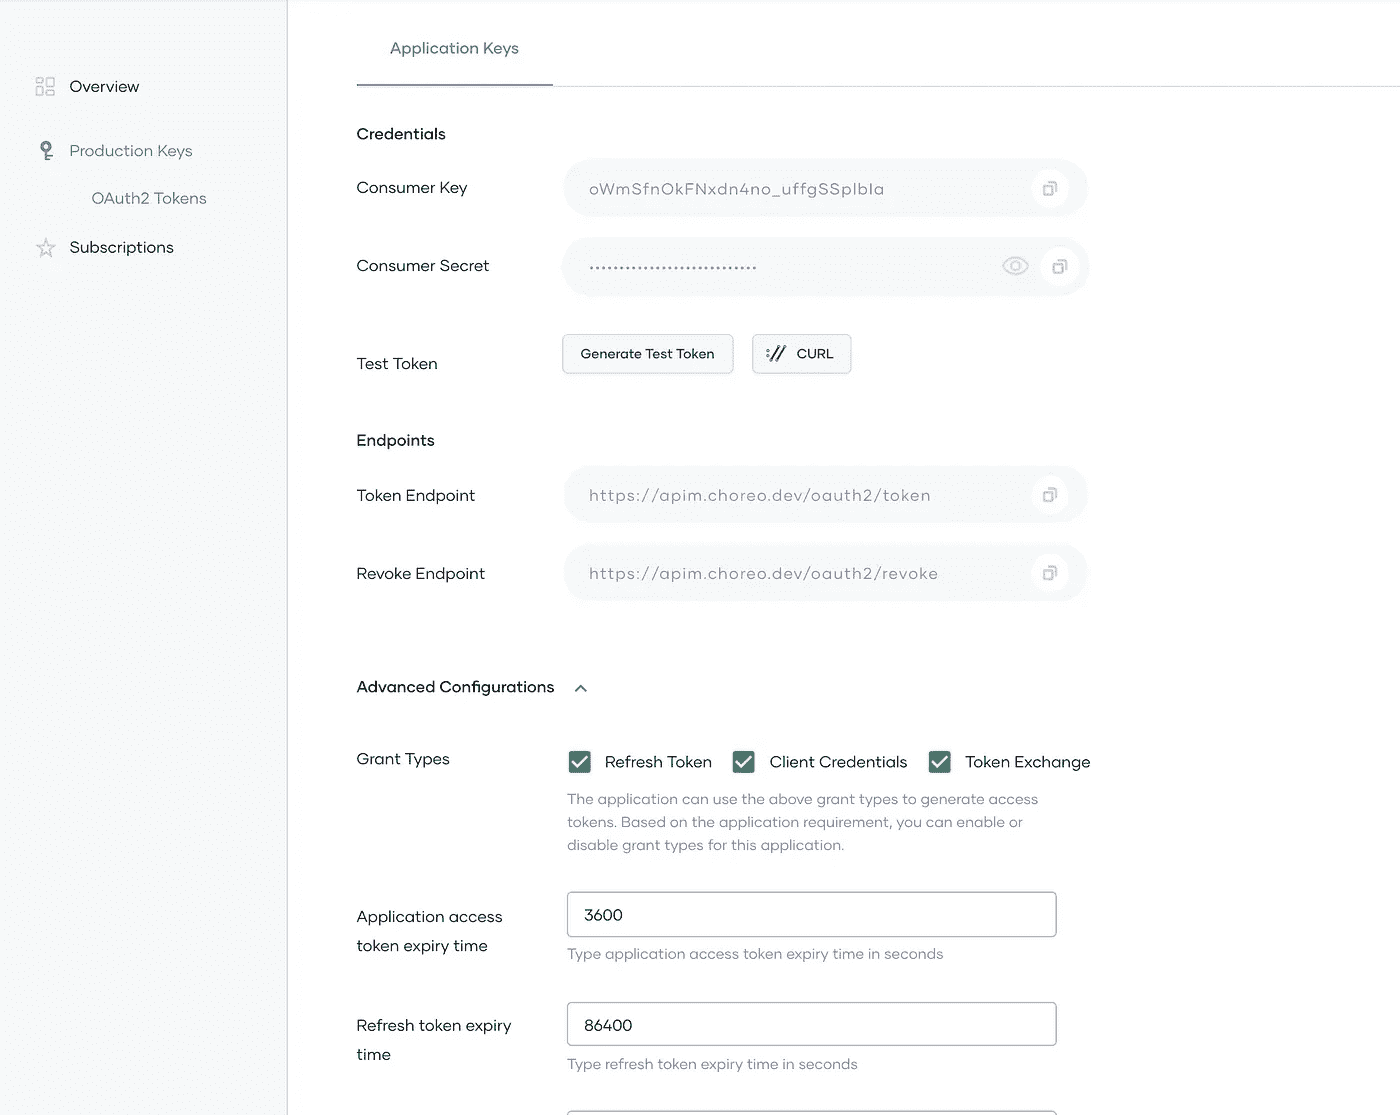 Application Keys
Overview
Production Keys
OAuth2 Tokens
Subscriptions
Credentials
Consumer Key
oWmSfnOkFNxdn4no_uffgSSplbIa
Consumer Secret
••••••••••••••••••••••••••••
Test Token
Generate Test Token
CURL
Endpoints
Token Endpoint
https://apim.choreo.dev/oauth2/token
Revoke Endpoint
https://apim.choreo.dev/oauth2/revoke
Advanced Configurations
Grant Types
Refresh Token
Client Credentials
Token Exchange
The application can use the above grant types to generate access
tokens. Based on the application requirement, you can enable or
disable grant types for this application.
Application access
token expiry time
3600
Type application access token expiry time in seconds
Refresh token expiry
time
86400
Type refresh token expiry time in seconds